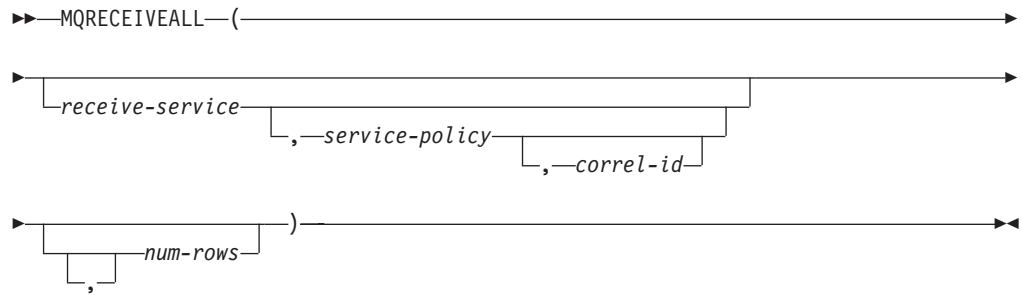 MQRECEIVEALL (
receive-service
, service-policy
, correl-id
)
num-rows
,